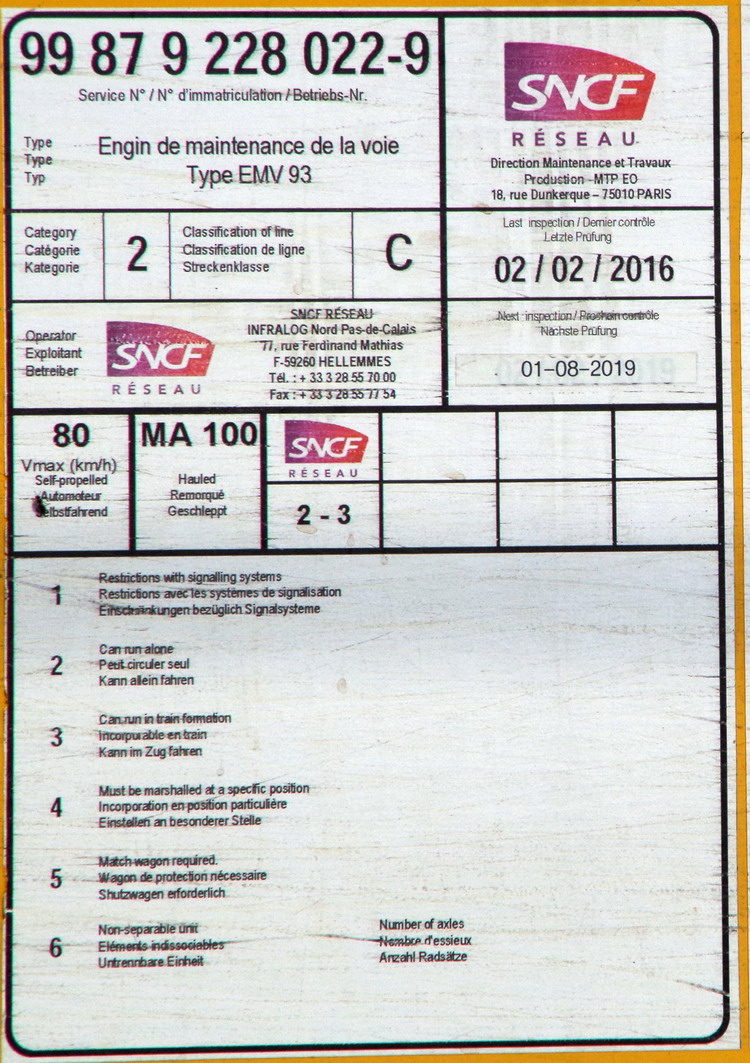 99 87 9 228 022-9
Service N° / N° d'immatriculation / Betriebs-Nr.
Type
Type
Typ
Engin de maintenance de la voie
Type EMV 93
SNCF
RÉSEAU
Direction Maintenance et Travaux
Production - MTP EO
18, rue Dunkerque – 75010 PARIS
Category
Catégorie
Kategorie
2
Classification of line
Classification de ligne
Streckenklasse
C
Last inspection / Dernier contrôle
Letzte Prüfung
02 / 02 / 2016
Operator
Exploitant
Betreiber
SNCF
RÉSEAU
SNCF RÉSEAU
INFRALOG Nord Pas-de-Calais
77, rue Ferdinand Mathias
F-59260 HELLEMMES
Tél. : + 33 3 28 55 70 00
Fax : + 33 3 28 55 77 54
Next inspection / Prochain contrôle
Nächste Prüfung
01-08-2019
80
Vmax (km/h)
Self-propelled
Automoteur
Selbstfahrend
MA 100
Hauled
Remorqué
Geschleppt
SNCF
RÉSEAU
2 - 3
1
Restrictions with signalling systems
Restrictions avec les systèmes de signalisation
Einschränkungen bezüglich Signalsysteme
2
Can run alone
Peut circuler seul
Kann allein fahren
3
Can run in train formation
Incorpurable en train
Kann im Zug fahren
4
Must be marshalled at a specific position
Incorporation en position particulière
Einstellen an besonderer Stelle
5
Match wagon required.
Wagon de protection nécessaire
Shutzwagen erforderlich
6
Non-separable unit
Eléments indissociables
Untrennbare Einheit
Number of axles
Nombre d'essieux
Anzahl Radsätze